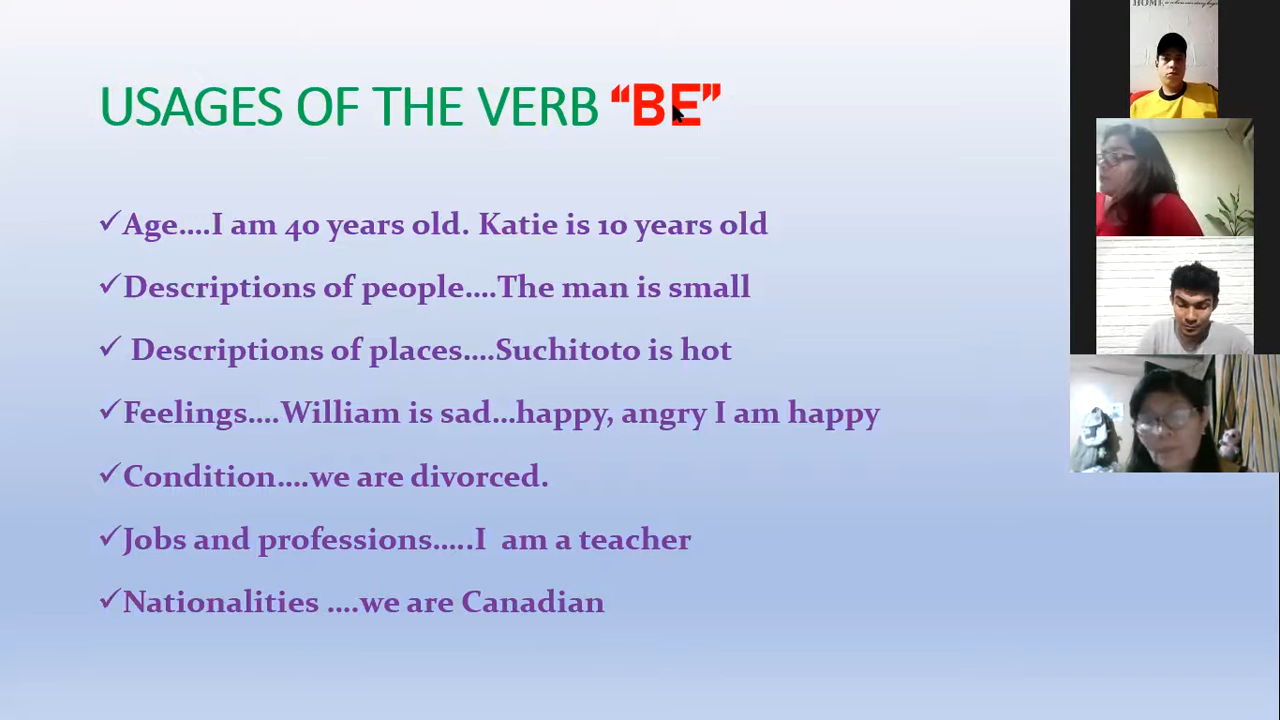 USAGES OF THE VERB “BE”
✓Age....I am 40 years old. Katie is 10 years old
✓Descriptions of people....The man is small
✓ Descriptions of places....Suchitoto is hot
✓Feelings....William is sad...happy, angry I am happy
✓Condition....we are divorced.
✓Jobs and professions.....I  am a teacher
✓Nationalities ....we are Canadian
HOME